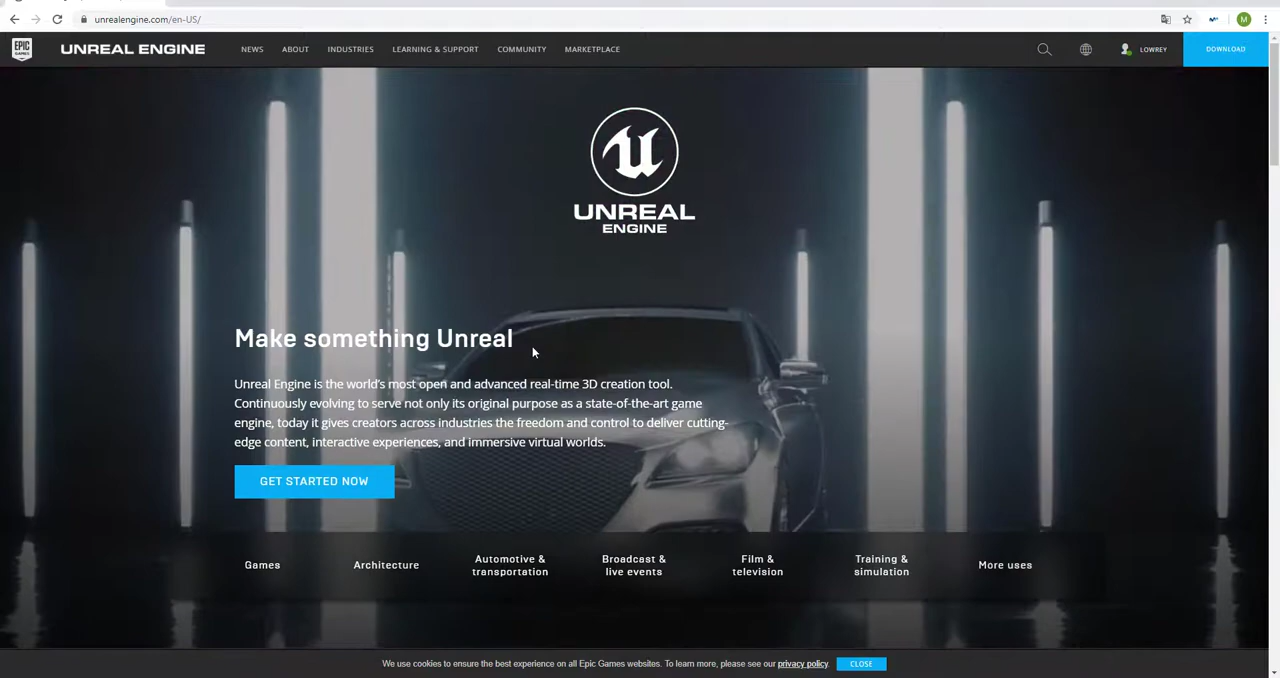 unrealengine.com/en-US/
M
EPIC GAMES
UNREAL ENGINE
NEWS
ABOUT
INDUSTRIES
LEARNING & SUPPORT
COMMUNITY
MARKETPLACE
LOWREY
DOWNLOAD
UNREAL
ENGINE
Make something Unreal
Unreal Engine is the world's most open and advanced real-time 3D creation tool.
Continuously evolving to serve not only its original purpose as a state-of-the-art game
engine, today it gives creators across industries the freedom and control to deliver cutting-
edge content, interactive experiences, and immersive virtual worlds.
GET STARTED NOW
Games
Architecture
Automotive &
transportation
Broadcast &
live events
Film &
television
Training &
simulation
More uses
We use cookies to ensure the best experience on all Epic Games websites. To learn more, please see our privacy policy.
CLOSE